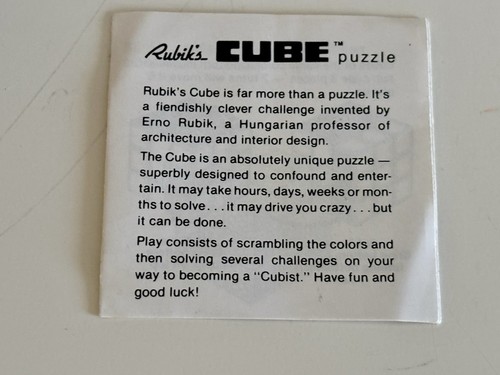 Rubik's CUBE™ puzzle
Rubik's Cube is far more than a puzzle. It's
a fiendishly clever challenge invented by
Erno Rubik, a Hungarian professor of
architecture and interior design.
The Cube is an absolutely unique puzzle —
superbly designed to confound and enter-
tain. It may take hours, days, weeks or mon-
ths to solve...it may drive you crazy...but
it can be done.
Play consists of scrambling the colors and
then solving several challenges on your
way to becoming a "Cubist." Have fun and
good luck!